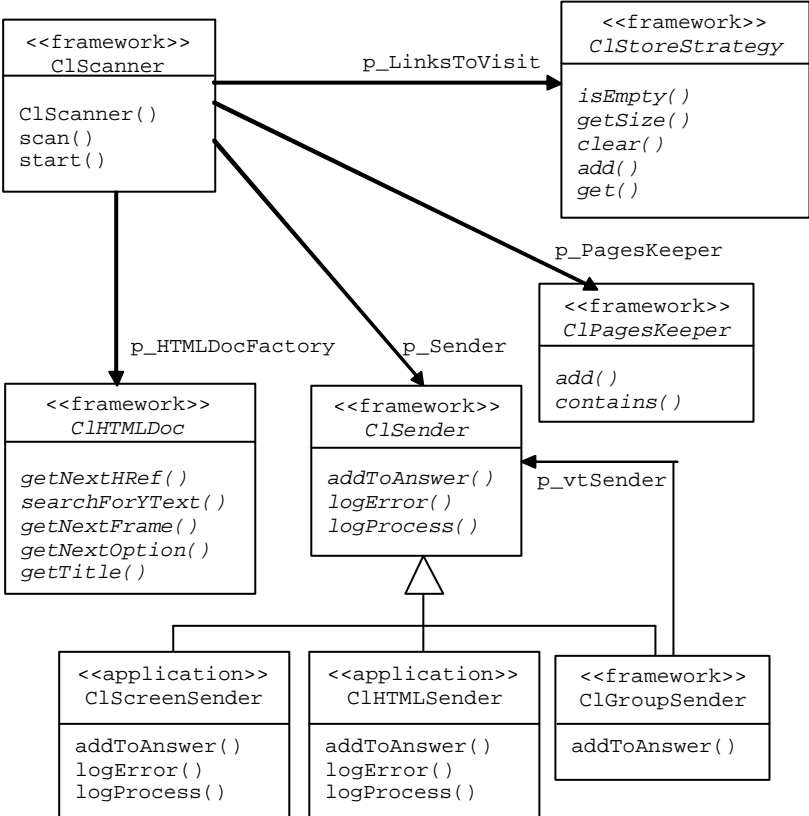 <<framework>>
ClScanner
ClScanner()
scan()
start()
p_LinksToVisit
<<framework>>
ClStoreStrategy
isEmpty()
getSize()
clear()
add()
get()
p_PagesKeeper
<<framework>>
ClPagesKeeper
add()
contains()
p_HTMLDocFactory
<<framework>>
ClHTMLDoc
getNextHRef()
searchForYText()
getNextFrame()
getNextOption()
getTitle()
p_Sender
<<framework>>
ClSender
addToAnswer()
logError()
logProcess()
p_vtSender
<<application>>
ClScreenSender
addToAnswer()
logError()
logProcess()
<<application>>
ClHTMLSender
addToAnswer()
logError()
logProcess()
<<framework>>
ClGroupSender
addToAnswer()